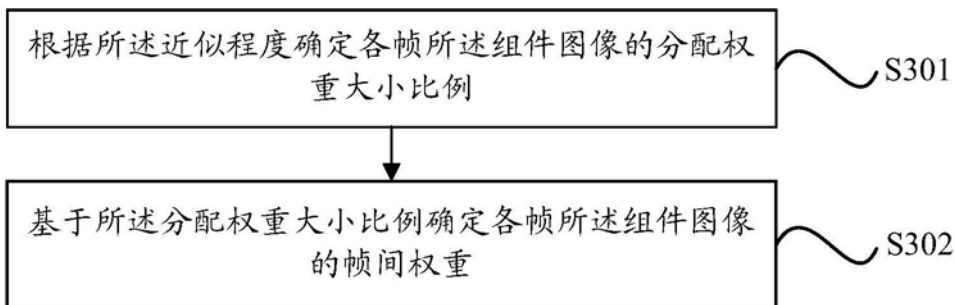 根据所述近似程度确定各帧所述组件图像的分配权
重大小比例
S301
基于所述分配权重大小比例确定各帧所述组件图像
的帧间权重
S302